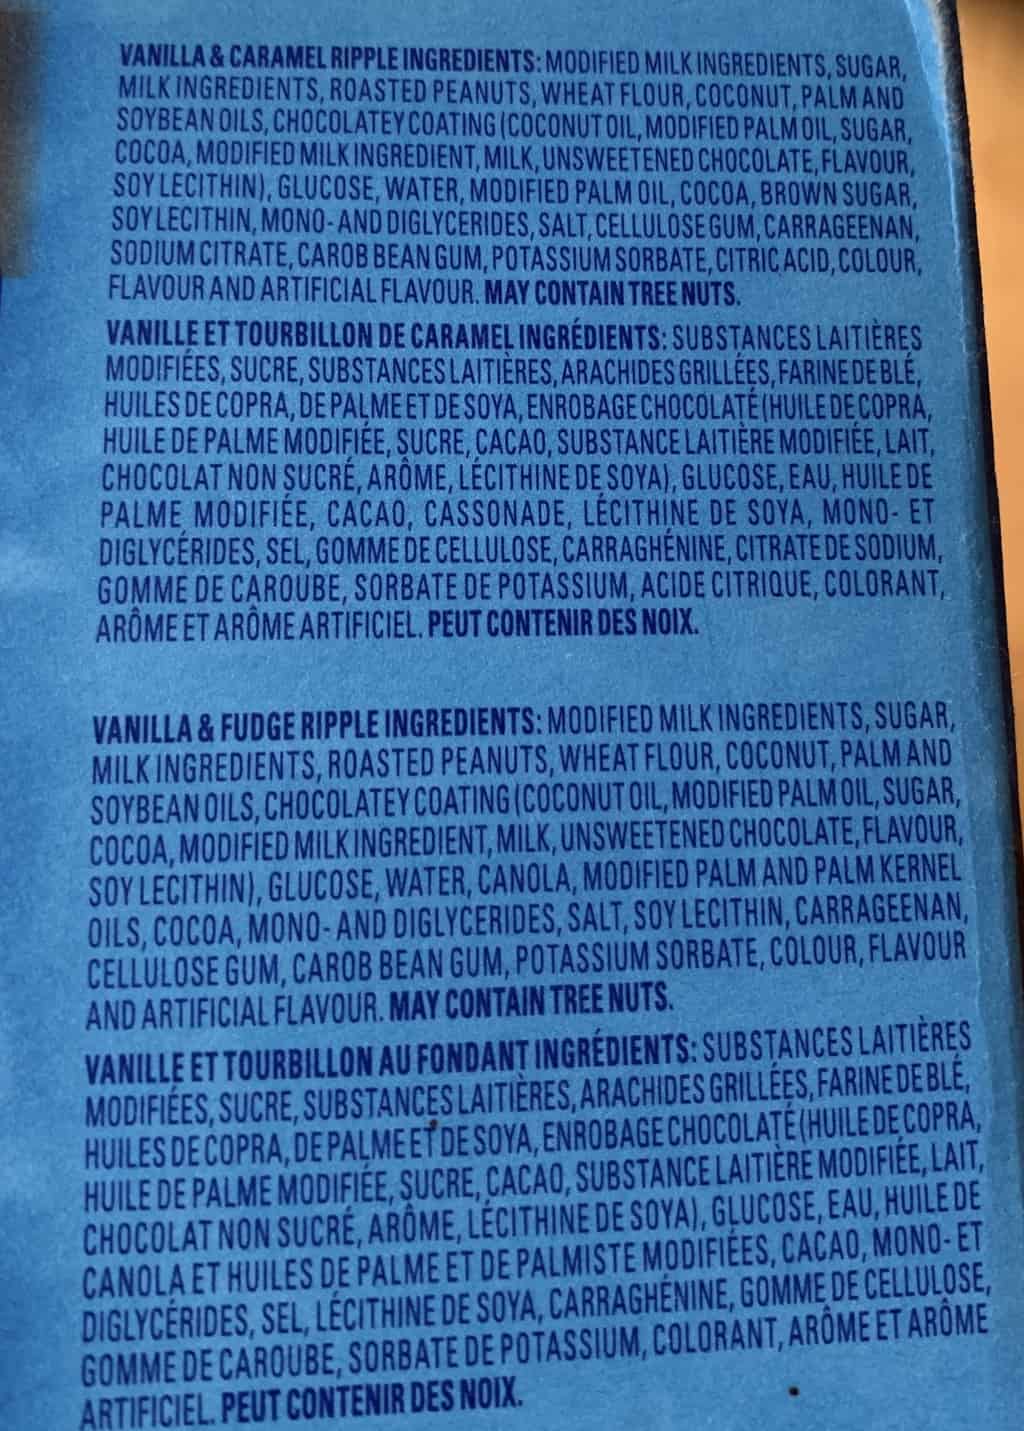 VANILLA & CARAMEL RIPPLE INGREDIENTS: MODIFIED MILK INGREDIENTS, SUGAR,
MILK INGREDIENTS, ROASTED PEANUTS, WHEAT FLOUR, COCONUT, PALM AND
SOYBEAN OILS, CHOCOLATEY COATING (COCONUT OIL, MODIFIED PALM OIL, SUGAR,
COCOA, MODIFIED MILK INGREDIENT, MILK, UNSWEETENED CHOCOLATE, FLAVOUR,
SOY LECITHIN), GLUCOSE, WATER, MODIFIED PALM OIL, COCOA, BROWN SUGAR,
SOY LECITHIN, MONO- AND DIGLYCERIDES, SALT, CELLULOSE GUM, CARRAGEENAN,
SODIUM CITRATE, CAROB BEAN GUM, POTASSIUM SORBATE, CITRIC ACID, COLOUR,
FLAVOUR AND ARTIFICIAL FLAVOUR. MAY CONTAIN TREE NUTS.
VANILLE ET TOURBILLON DE CARAMEL INGRÉDIENTS: SUBSTANCES LAITIÈRES
MODIFIÉES, SUCRE, SUBSTANCES LAITIÈRES, ARACHIDES GRILLÉES, FARINE DE BLÉ,
HUILES DE COPRA, DE PALME ET DE SOYA, ENROBAGE CHOCOLATÉ (HUILE DE COPRA,
HUILE DE PALME MODIFIÉE, SUCRE, CACAO, SUBSTANCE LAITIÈRE MODIFIÉE, LAIT,
CHOCOLAT NON SUCRÉ, ARÔME, LÉCITHINE DE SOYA), GLUCOSE, EAU, HUILE DE
PALME MODIFIÉE, CACAO, CASSONADE, LÉCITHINE DE SOYA, MONO- ET
DIGLYCÉRIDES, SEL, GOMME DE CELLULOSE, CARRAGHÉNINE, CITRATE DE SODIUM,
GOMME DE CAROUBE, SORBATE DE POTASSIUM, ACIDE CITRIQUE, COLORANT,
ARÔME ET ARÔME ARTIFICIEL. PEUT CONTENIR DES NOIX.
VANILLA & FUDGE RIPPLE INGREDIENTS: MODIFIED MILK INGREDIENTS, SUGAR,
MILK INGREDIENTS, ROASTED PEANUTS, WHEAT FLOUR, COCONUT, PALM AND
SOYBEAN OILS, CHOCOLATEY COATING (COCONUT OIL, MODIFIED PALM OIL, SUGAR,
COCOA, MODIFIED MILK INGREDIENT, MILK, UNSWEETENED CHOCOLATE, FLAVOUR,
SOY LECITHIN), GLUCOSE, WATER, CANOLA, MODIFIED PALM AND PALM KERNEL
OILS, COCOA, MONO- AND DIGLYCERIDES, SALT, SOY LECITHIN, CARRAGEENAN,
CELLULOSE GUM, CAROB BEAN GUM, POTASSIUM SORBATE, COLOUR, FLAVOUR
AND ARTIFICIAL FLAVOUR. MAY CONTAIN TREE NUTS.
VANILLE ET TOURBILLON AU FONDANT INGRÉDIENTS: SUBSTANCES LAITIÈRES
MODIFIÉES, SUCRE, SUBSTANCES LAITIÈRES, ARACHIDES GRILLÉES, FARINE DE BLÉ,
HUILES DE COPRA, DE PALME ET DE SOYA, ENROBAGE CHOCOLATÉ (HUILE DE COPRA,
HUILE DE PALME MODIFIÉE, SUCRE, CACAO, SUBSTANCE LAITIÈRE MODIFIÉE, LAIT,
CHOCOLAT NON SUCRÉ, ARÔME, LÉCITHINE DE SOYA), GLUCOSE, EAU, HUILE DE
CANOLA ET HUILES DE PALME ET DE PALMISTE MODIFIÉES, CACAO, MONO- ET
DIGLYCÉRIDES, SEL, LÉCITHINE DE SOYA, CARRAGHÉNINE, GOMME DE CELLULOSE,
GOMME DE CAROUBE, SORBATE DE POTASSIUM, COLORANT, ARÔME ET ARÔME
ARTIFICIEL. PEUT CONTENIR DES NOIX.